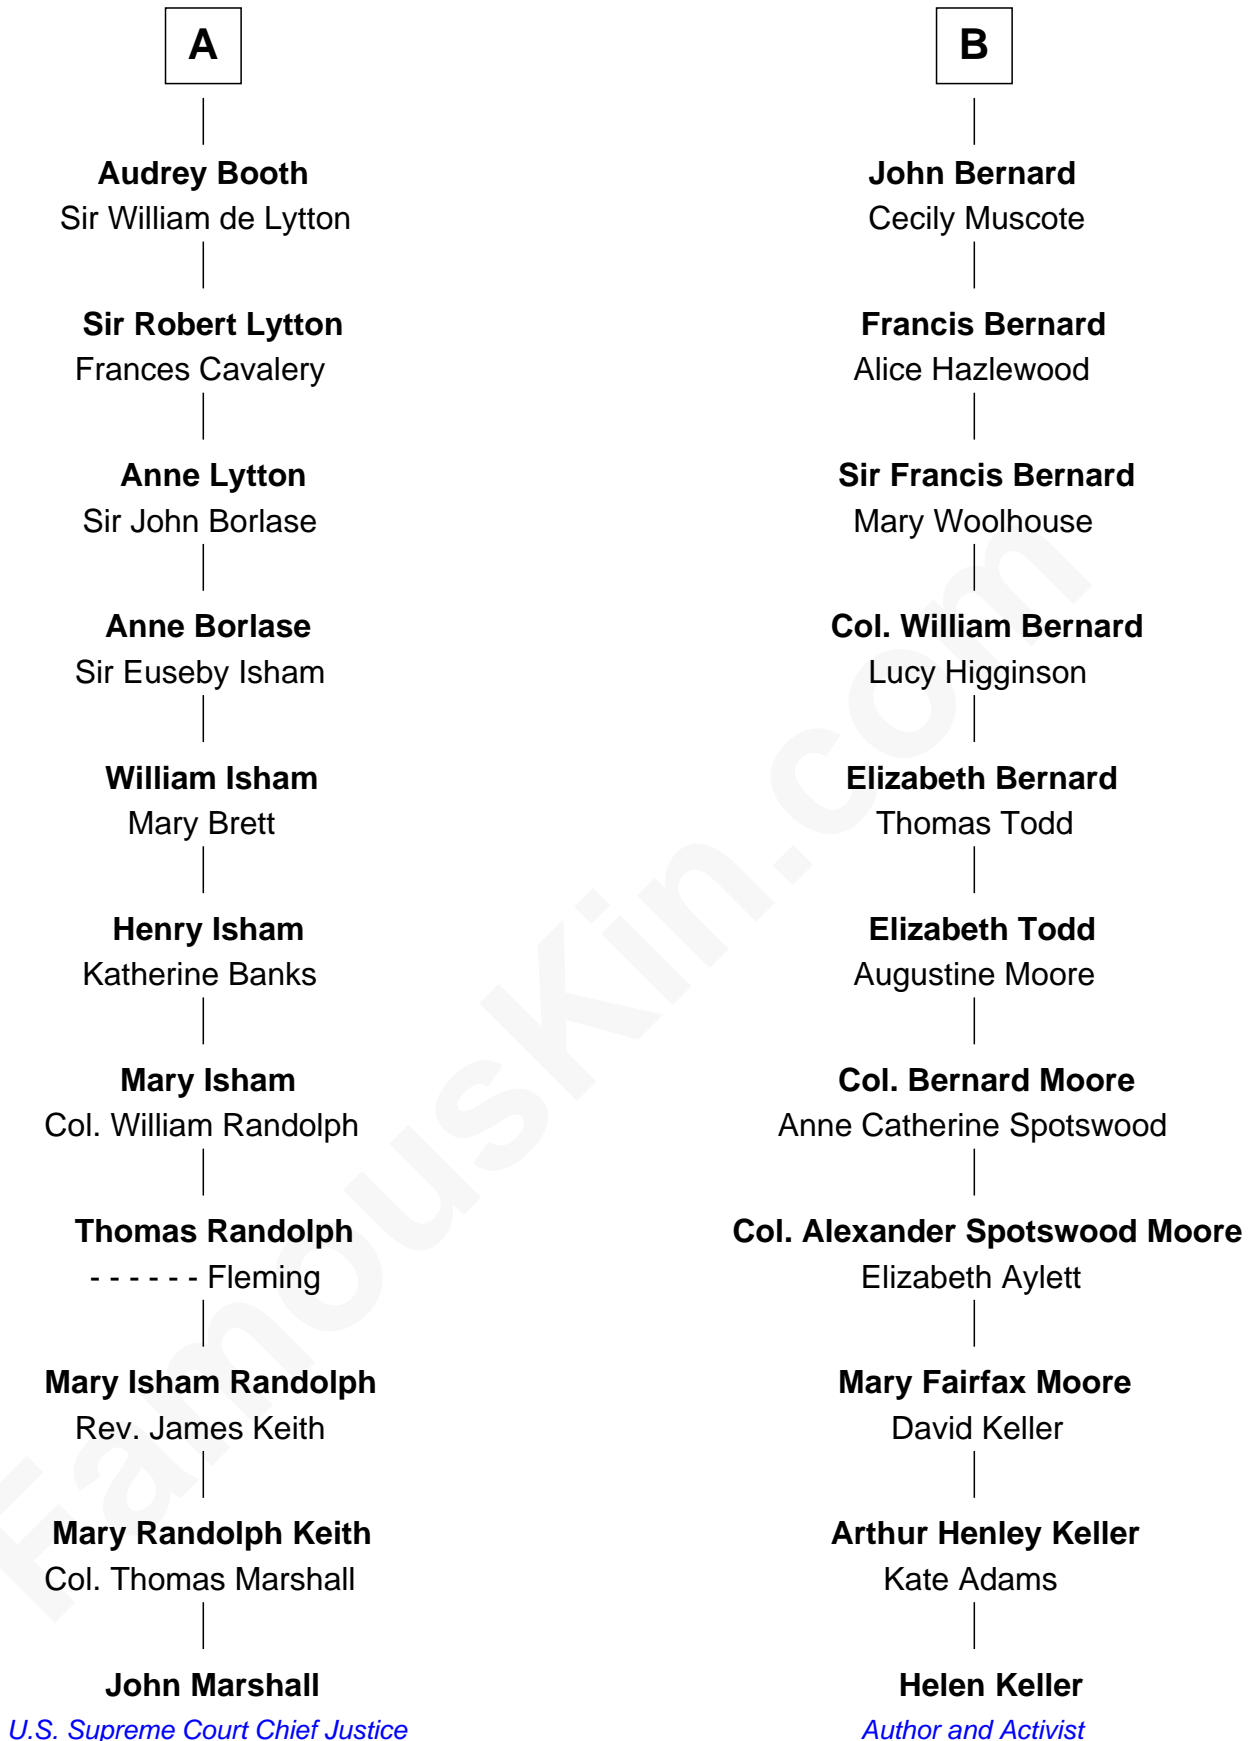 A
Audrey Booth
Sir William de Lytton
Sir Robert Lytton
Frances Cavalery
Anne Lytton
Sir John Borlase
Anne Borlase
Sir Euseby Isham
William Isham
Mary Brett
Henry Isham
Katherine Banks
Mary Isham
Col. William Randolph
Thomas Randolph
- - - - - - Fleming
Mary Isham Randolph
Rev. James Keith
Mary Randolph Keith
Col. Thomas Marshall
John Marshall
U.S. Supreme Court Chief Justice
B
John Bernard
Cecily Muscote
Francis Bernard
Alice Hazlewood
Sir Francis Bernard
Mary Woolhouse
Col. William Bernard
Lucy Higginson
Elizabeth Bernard
Thomas Todd
Elizabeth Todd
Augustine Moore
Col. Bernard Moore
Anne Catherine Spotswood
Col. Alexander Spotswood Moore
Elizabeth Aylett
Mary Fairfax Moore
David Keller
Arthur Henley Keller
Kate Adams
Helen Keller
Author and Activist
FamousKin.com